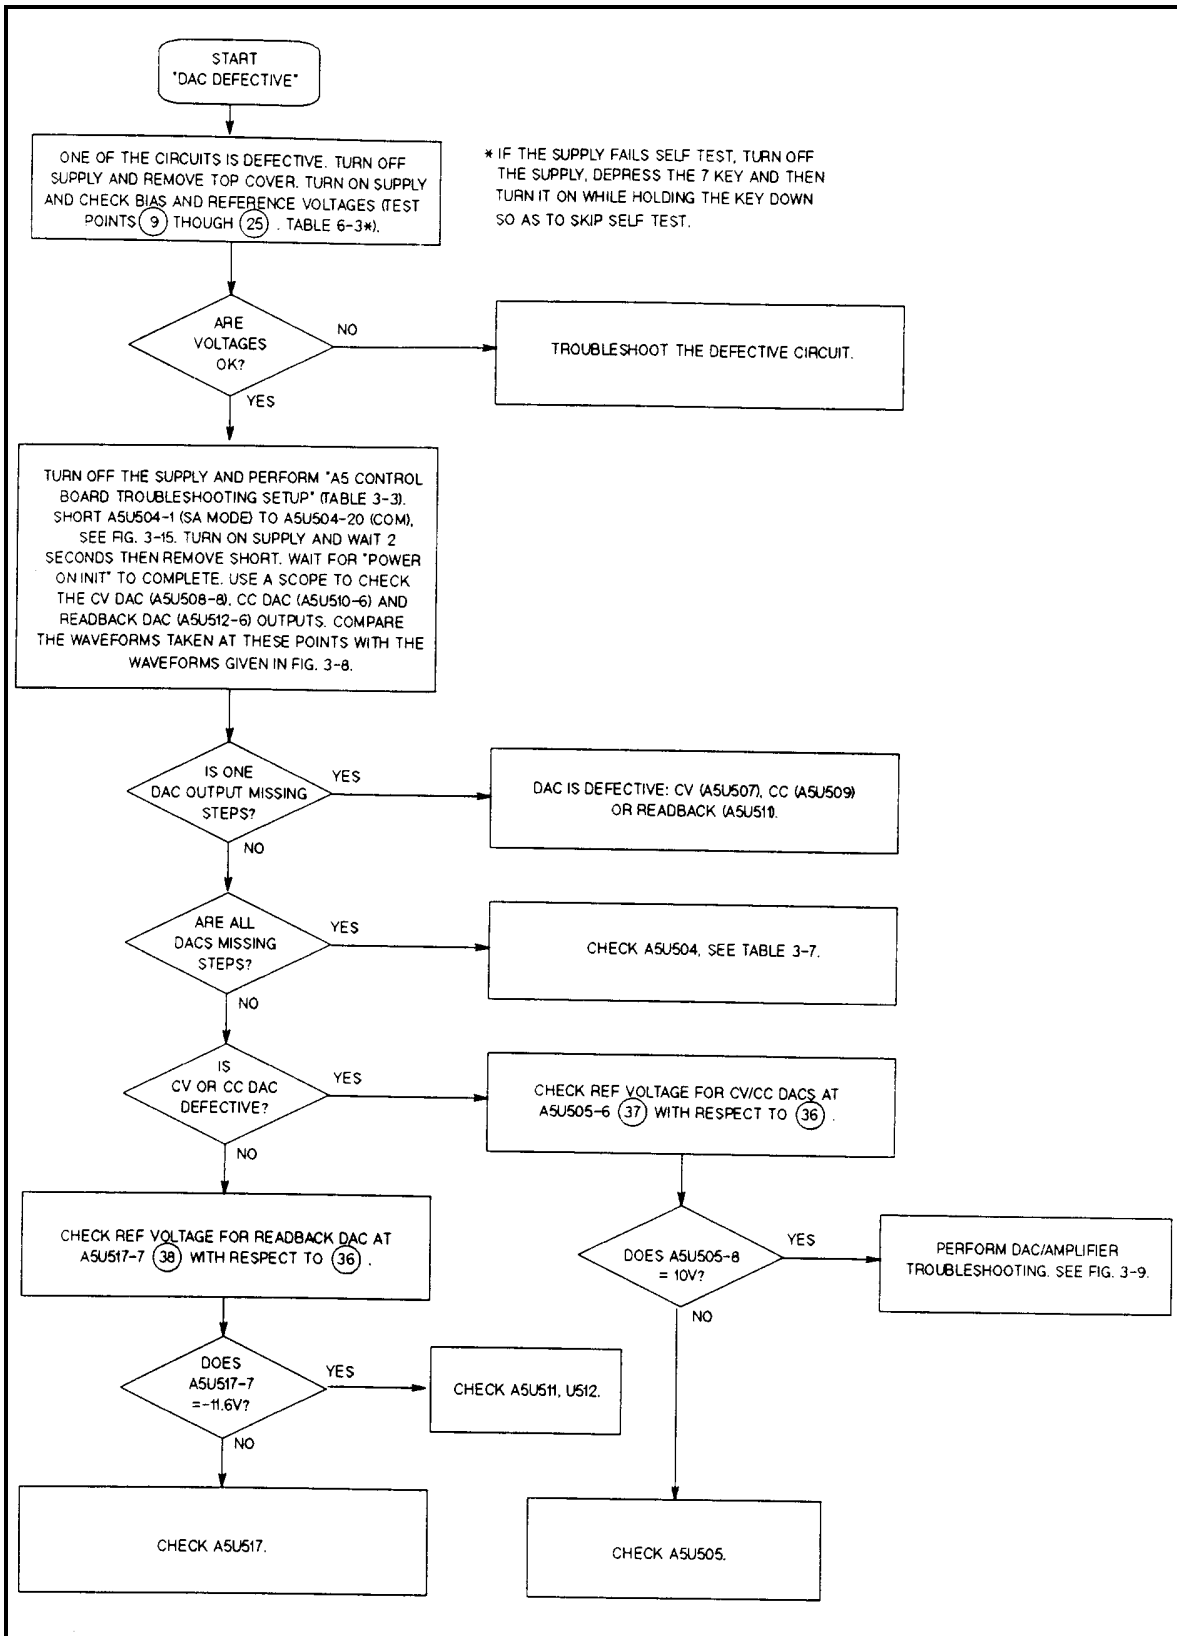 START
"DAC DEFECTIVE"
ONE OF THE CIRCUITS IS DEFECTIVE. TURN OFF
SUPPLY AND REMOVE TOP COVER. TURN ON SUPPLY
AND CHECK BIAS AND REFERENCE VOLTAGES (TEST
POINTS 9 THOUGH 25 . TABLE 6-3*).
* IF THE SUPPLY FAILS SELF TEST, TURN OFF
THE SUPPLY, DEPRESS THE 7 KEY AND THEN
TURN IT ON WHILE HOLDING THE KEY DOWN
SO AS TO SKIP SELF TEST.
ARE
VOLTAGES
OK?
NO
TROUBLESHOOT THE DEFECTIVE CIRCUIT.
YES
TURN OFF THE SUPPLY AND PERFORM "A5 CONTROL
BOARD TROUBLESHOOTING SETUP" (TABLE 3-3).
SHORT A5U504-1 (SA MODE) TO A5U504-20 (COM),
SEE FIG. 3-15. TURN ON SUPPLY AND WAIT 2
SECONDS THEN REMOVE SHORT. WAIT FOR "POWER
ON INIT" TO COMPLETE. USE A SCOPE TO CHECK
THE CV DAC (A5U508-8), CC DAC (A5U510-6) AND
READBACK DAC (A5U512-6) OUTPUTS. COMPARE
THE WAVEFORMS TAKEN AT THESE POINTS WITH THE
WAVEFORMS GIVEN IN FIG. 3-8.
IS ONE
DAC OUTPUT MISSING
STEPS?
YES
DAC IS DEFECTIVE: CV (A5U507), CC (A5U509)
OR READBACK (A5U511).
NO
ARE ALL
DACS MISSING
STEPS?
YES
CHECK A5U504, SEE TABLE 3-7.
NO
IS
CV OR CC DAC
DEFECTIVE?
YES
CHECK REF VOLTAGE FOR CV/CC DACS AT
A5U505-6 37 WITH RESPECT TO 36 .
NO
CHECK REF VOLTAGE FOR READBACK DAC AT
A5U517-7 38 WITH RESPECT TO 36 .
DOES A5U505-8
= 10V?
YES
PERFORM DAC/AMPLIFIER
TROUBLESHOOTING. SEE FIG. 3-9.
NO
DOES
A5U517-7
=-11.6V?
YES
CHECK A5U511, U512.
NO
CHECK A5U517.
CHECK A5U505.